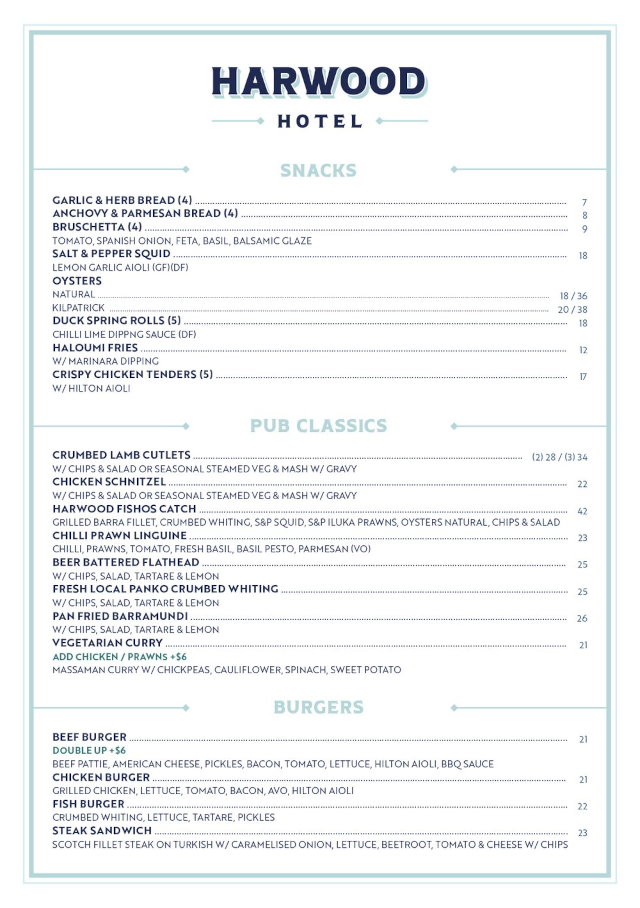 HARWOOD
HOTEL
SNACKS
GARLIC & HERB BREAD (4) 7
ANCHOVY & PARMESAN BREAD (4) 8
BRUSCHETTA (4) 9
TOMATO, SPANISH ONION, FETA, BASIL, BALSAMIC GLAZE
SALT & PEPPER SQUID 18
LEMON GARLIC AIOLI (GF)(DF)
OYSTERS
NATURAL 18 / 36
KILPATRICK 20 / 38
DUCK SPRING ROLLS (5) 18
CHILLI LIME DIPPNG SAUCE (DF)
HALOUMI FRIES 12
W/ MARINARA DIPPING
CRISPY CHICKEN TENDERS (5) 17
W/ HILTON AIOLI
PUB CLASSICS
CRUMBED LAMB CUTLETS (2) 28 / (3) 34
W/ CHIPS & SALAD OR SEASONAL STEAMED VEG & MASH W/ GRAVY
CHICKEN SCHNITZEL 22
W/ CHIPS & SALAD OR SEASONAL STEAMED VEG & MASH W/ GRAVY
HARWOOD FISHOS CATCH 42
GRILLED BARRA FILLET, CRUMBED WHITING, S&P SQUID, S&P ILUKA PRAWNS, OYSTERS NATURAL, CHIPS & SALAD
CHILLI PRAWN LINGUINE 23
CHILLI, PRAWNS, TOMATO, FRESH BASIL, BASIL PESTO, PARMESAN (VO)
BEER BATTERED FLATHEAD 25
W/ CHIPS, SALAD, TARTARE & LEMON
FRESH LOCAL PANKO CRUMBED WHITING 25
W/ CHIPS, SALAD, TARTARE & LEMON
PAN FRIED BARRAMUNDI 26
W/ CHIPS, SALAD, TARTARE & LEMON
VEGETARIAN CURRY 21
ADD CHICKEN / PRAWNS +$6
MASSAMAN CURRY W/ CHICKPEAS, CAULIFLOWER, SPINACH, SWEET POTATO
BURGERS
BEEF BURGER 21
DOUBLE UP +$6
BEEF PATTIE, AMERICAN CHEESE, PICKLES, BACON, TOMATO, LETTUCE, HILTON AIOLI, BBQ SAUCE
CHICKEN BURGER 21
GRILLED CHICKEN, LETTUCE, TOMATO, BACON, AVO, HILTON AIOLI
FISH BURGER 22
CRUMBED WHITING, LETTUCE, TARTARE, PICKLES
STEAK SANDWICH 23
SCOTCH FILLET STEAK ON TURKISH W/ CARAMELISED ONION, LETTUCE, BEETROOT, TOMATO & CHEESE W/ CHIPS